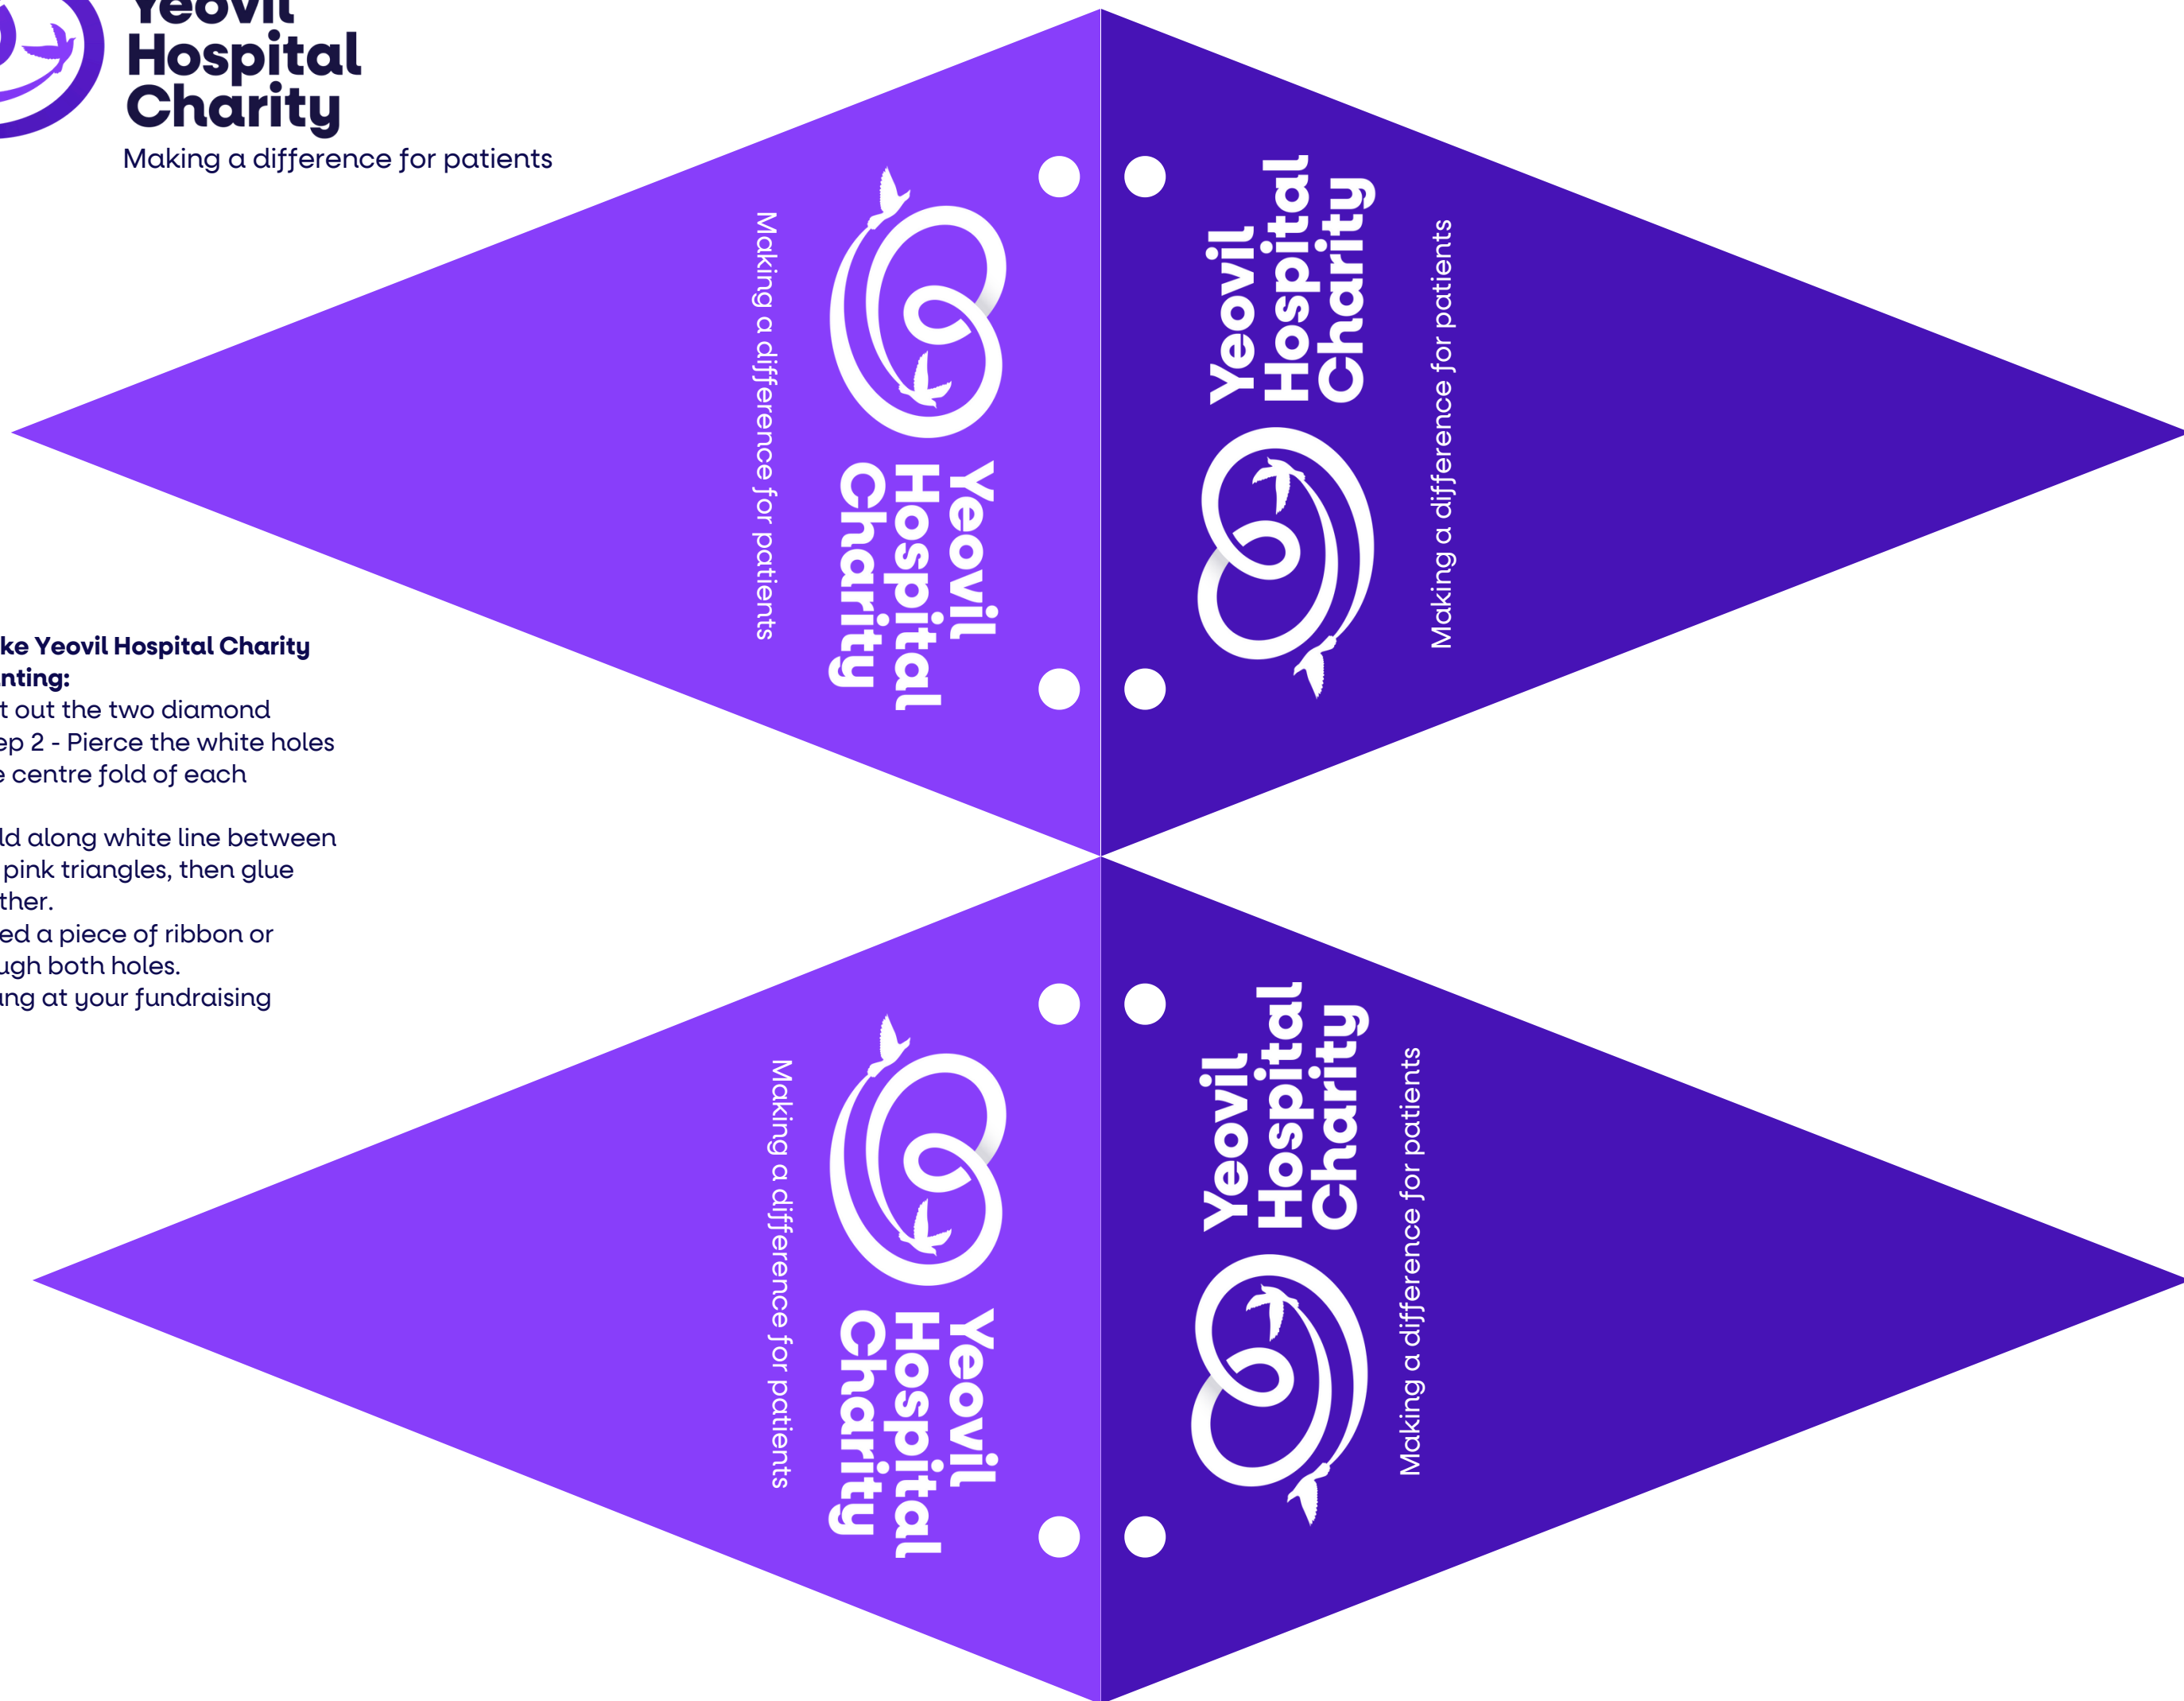 Yeovil
Hospital
Charity
Making a difference for patients
ke Yeovil Hospital Charity
nting:
t out the two diamond
ep 2 - Pierce the white holes
e centre fold of each
ld along white line between
pink triangles, then glue
ther.
ed a piece of ribbon or
ugh both holes.
ang at your fundraising
Yeovil
Hospital
Charity
Making a difference for patients
Yeovil
Hospital
Charity
Making a difference for patients
Yeovil
Hospital
Charity
Making a difference for patients
Yeovil
Hospital
Charity
Making a difference for patients